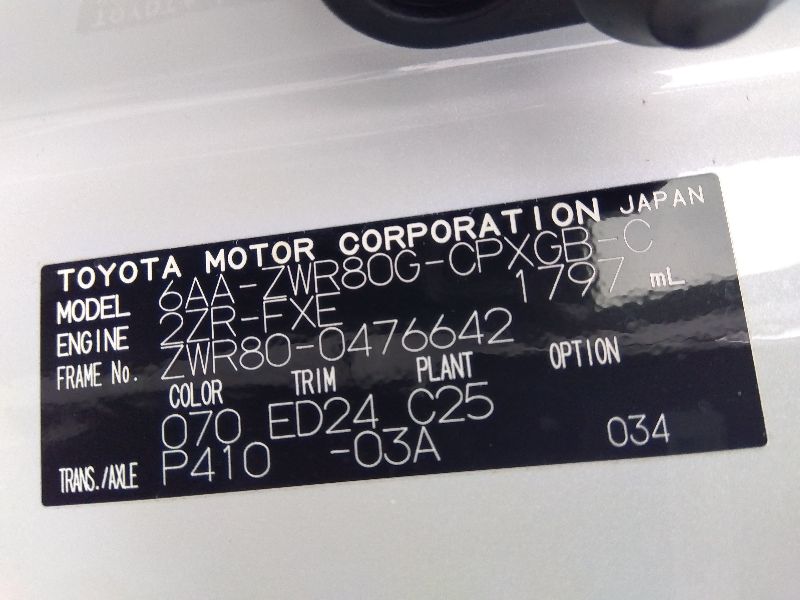 TOYOTA MOTOR CORPORATION JAPAN
MODEL 6AA-ZWR80G-CPXGB-C
ENGINE 2ZR-FXE 1797 mL
FRAME No. ZWR80-0476642
COLOR TRIM PLANT OPTION
070 ED24 C25
TRANS./AXLE P410 -03A 034